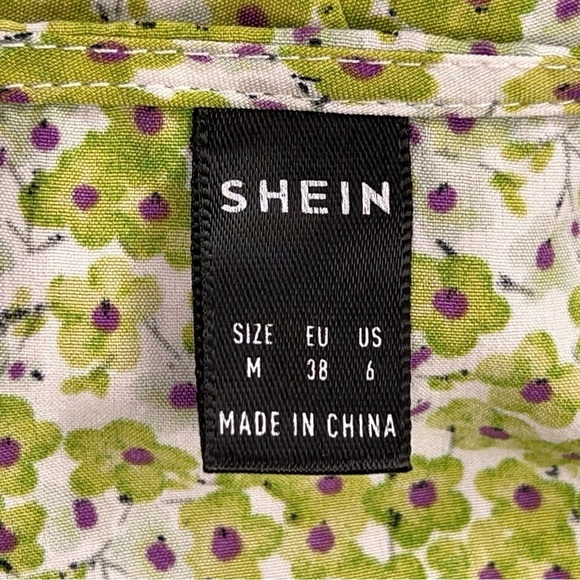 SHEIN
SIZE EU US
M 38 6
MADE IN CHINA